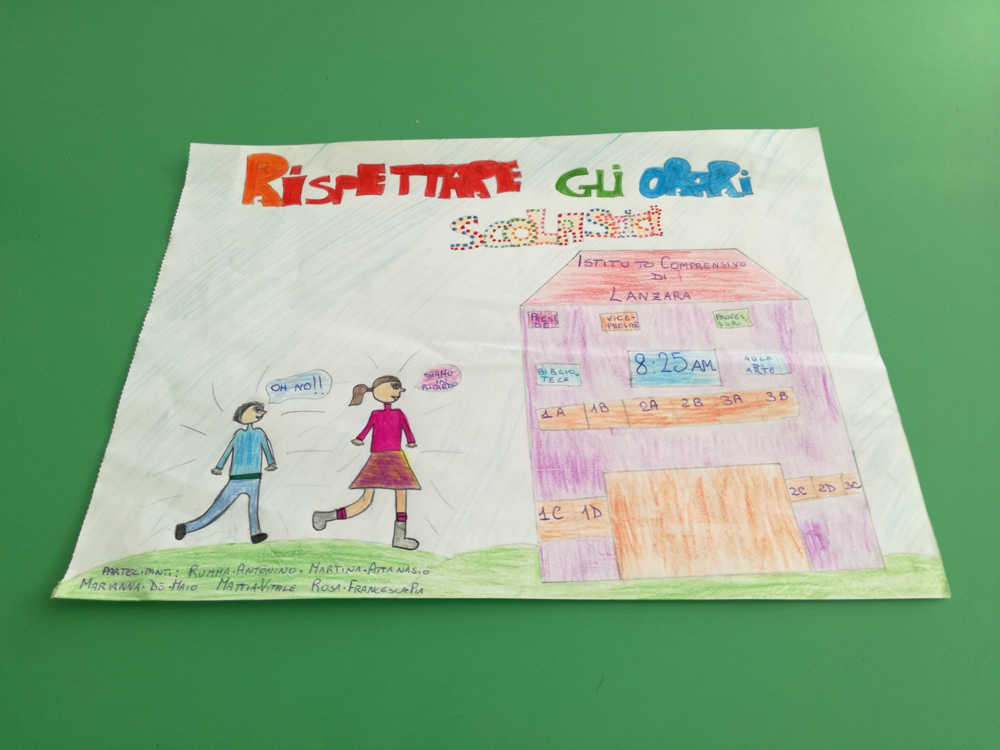 RiSPETTARE GLi ORARi
SCOLASTiCi
ISTITUTO COMPRENSIVO
DI
LANZARA
PRESI-
DE
VICE-
PRESIDE
PROFES-
SORI
8:25 AM.
BIBLIO-
TECA
AULA
DI
ARTE
OH NO!!
SIAMO
IN
RITARDO
1A 1B 2A 2B 3A 3B
1C 1D
2C 2D 3C
PARTECIPANTI: RUMMA·ANTONINO· MARTINA·ATTANASIO
MARIANNA·DE·MAIO MATTIA·VITALE ROSA·FRANCESCA·PIA